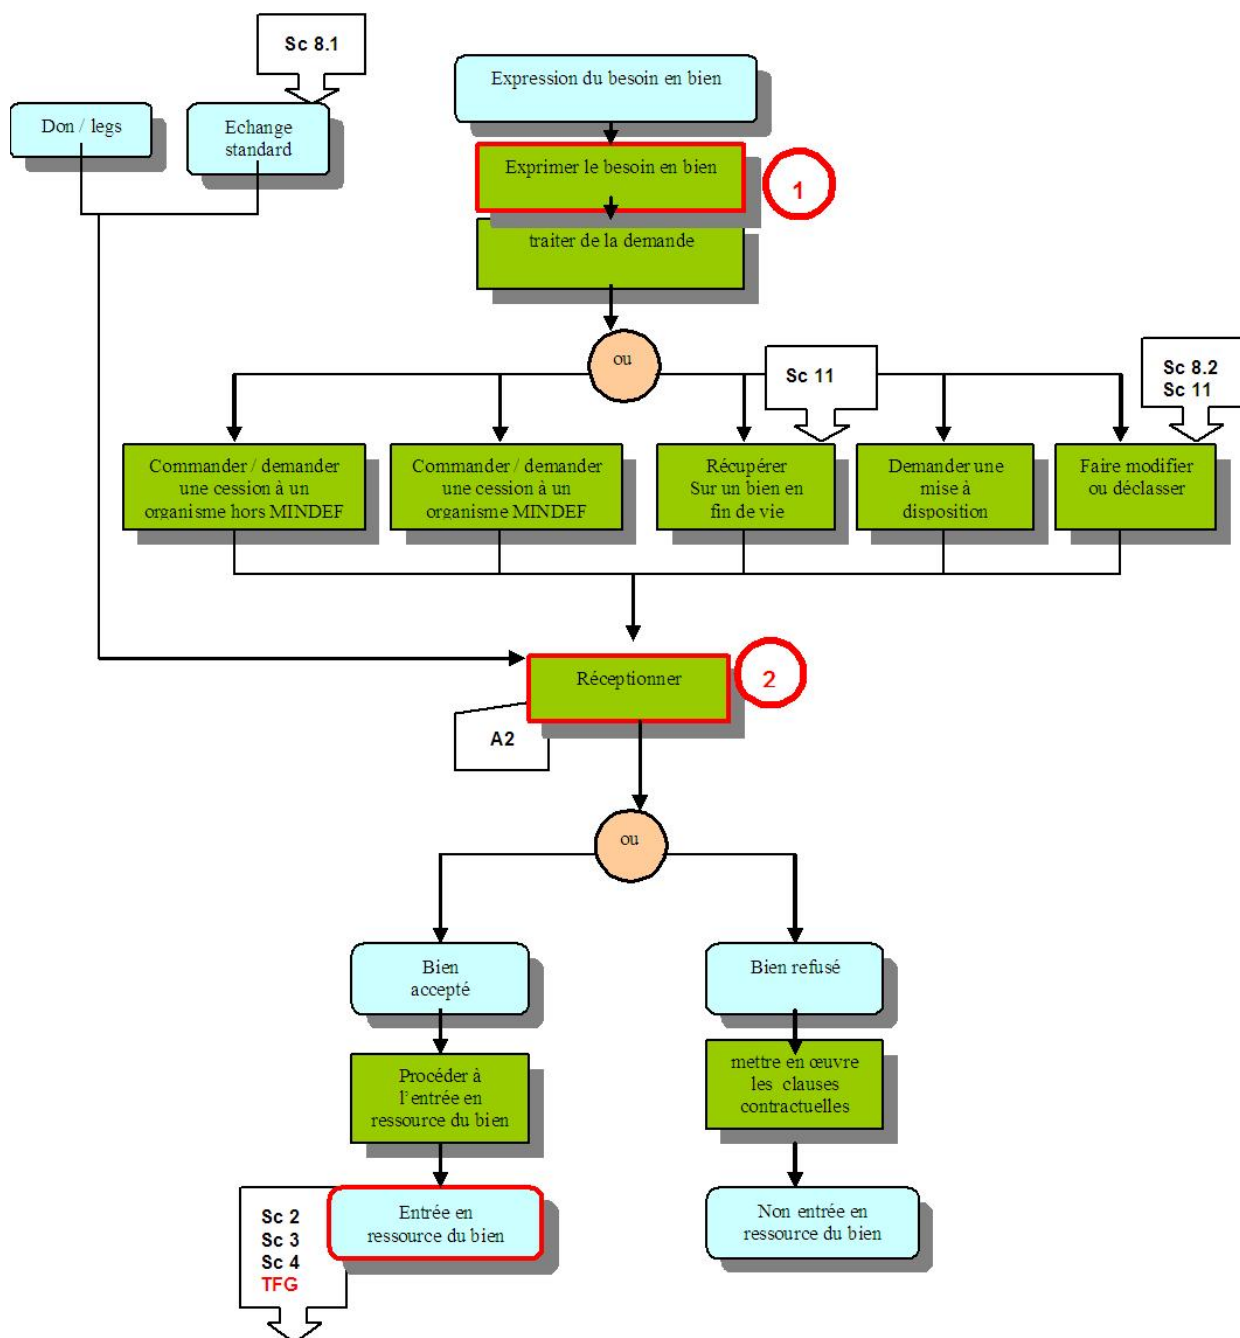 Sc 8.1
Expression du besoin en bien
Don / legs
Echange
standard
Exprimer le besoin en bien
1
traiter de la demande
ou
Sc 11
Sc 8.2
Sc 11
Commander / demander
une cession à un
organisme hors MINDEF
Commander / demander
une cession à un
organisme MINDEF
Récupérer
Sur un bien en
fin de vie
Demander une
mise à
disposition
Faire modifier
ou déclasser
Réceptionner
2
A2
ou
Bien
accepté
Bien refusé
Procéder à
l’entrée en
ressource du bien
mettre en œuvre
les clauses
contractuelles
Sc 2
Sc 3
Sc 4
TFG
Entrée en
ressource du bien
Non entrée en
ressource du bien